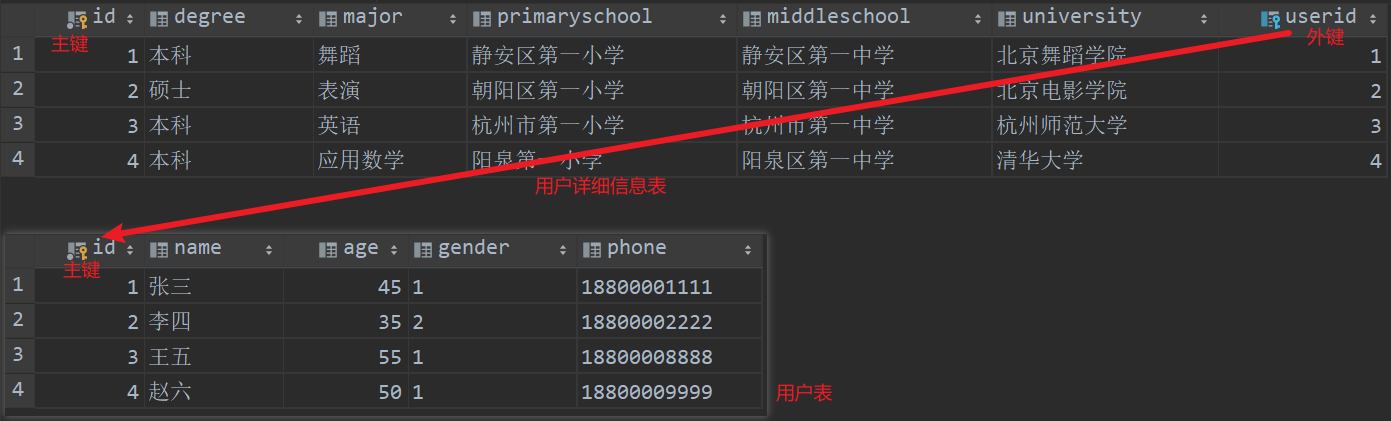 id degree major primaryschool middleschool university userid
主键 外键
1 1 本科 舞蹈 静安区第一小学 静安区第一中学 北京舞蹈学院 1
2 2 硕士 表演 朝阳区第一小学 朝阳区第一中学 北京电影学院 2
3 3 本科 英语 杭州市第一小学 杭州市第一中学 杭州师范大学 3
4 4 本科 应用数学 阳泉第一小学 阳泉区第一中学 清华大学 4
用户详细信息表
id name age gender phone
主键
1 1 张三 45 1 18800001111
2 2 李四 35 2 18800002222
3 3 王五 55 1 18800008888
4 4 赵六 50 1 18800009999
用户表